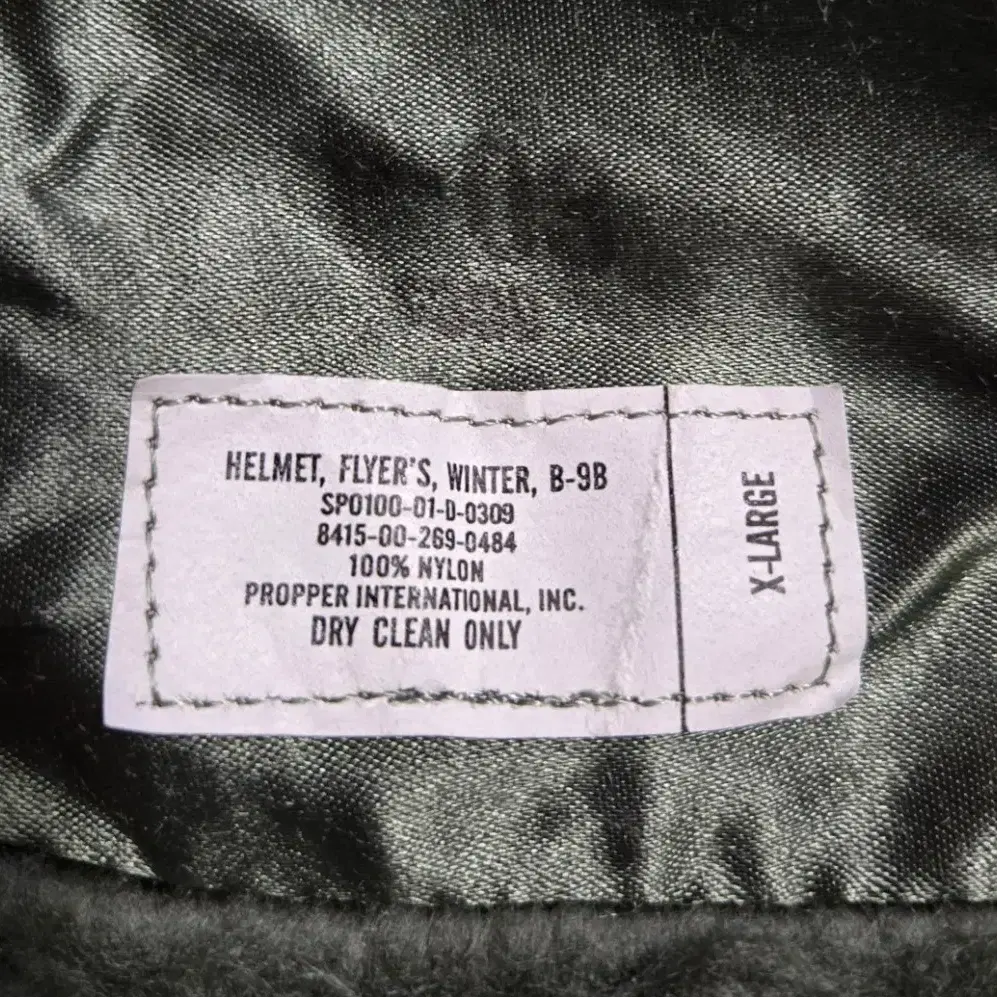 HELMET, FLYER'S, WINTER, B-9B
SP0100-01-D-0309
8415-00-269-0484
100% NYLON
PROPPER INTERNATIONAL, INC.
DRY CLEAN ONLY
X-LARGE